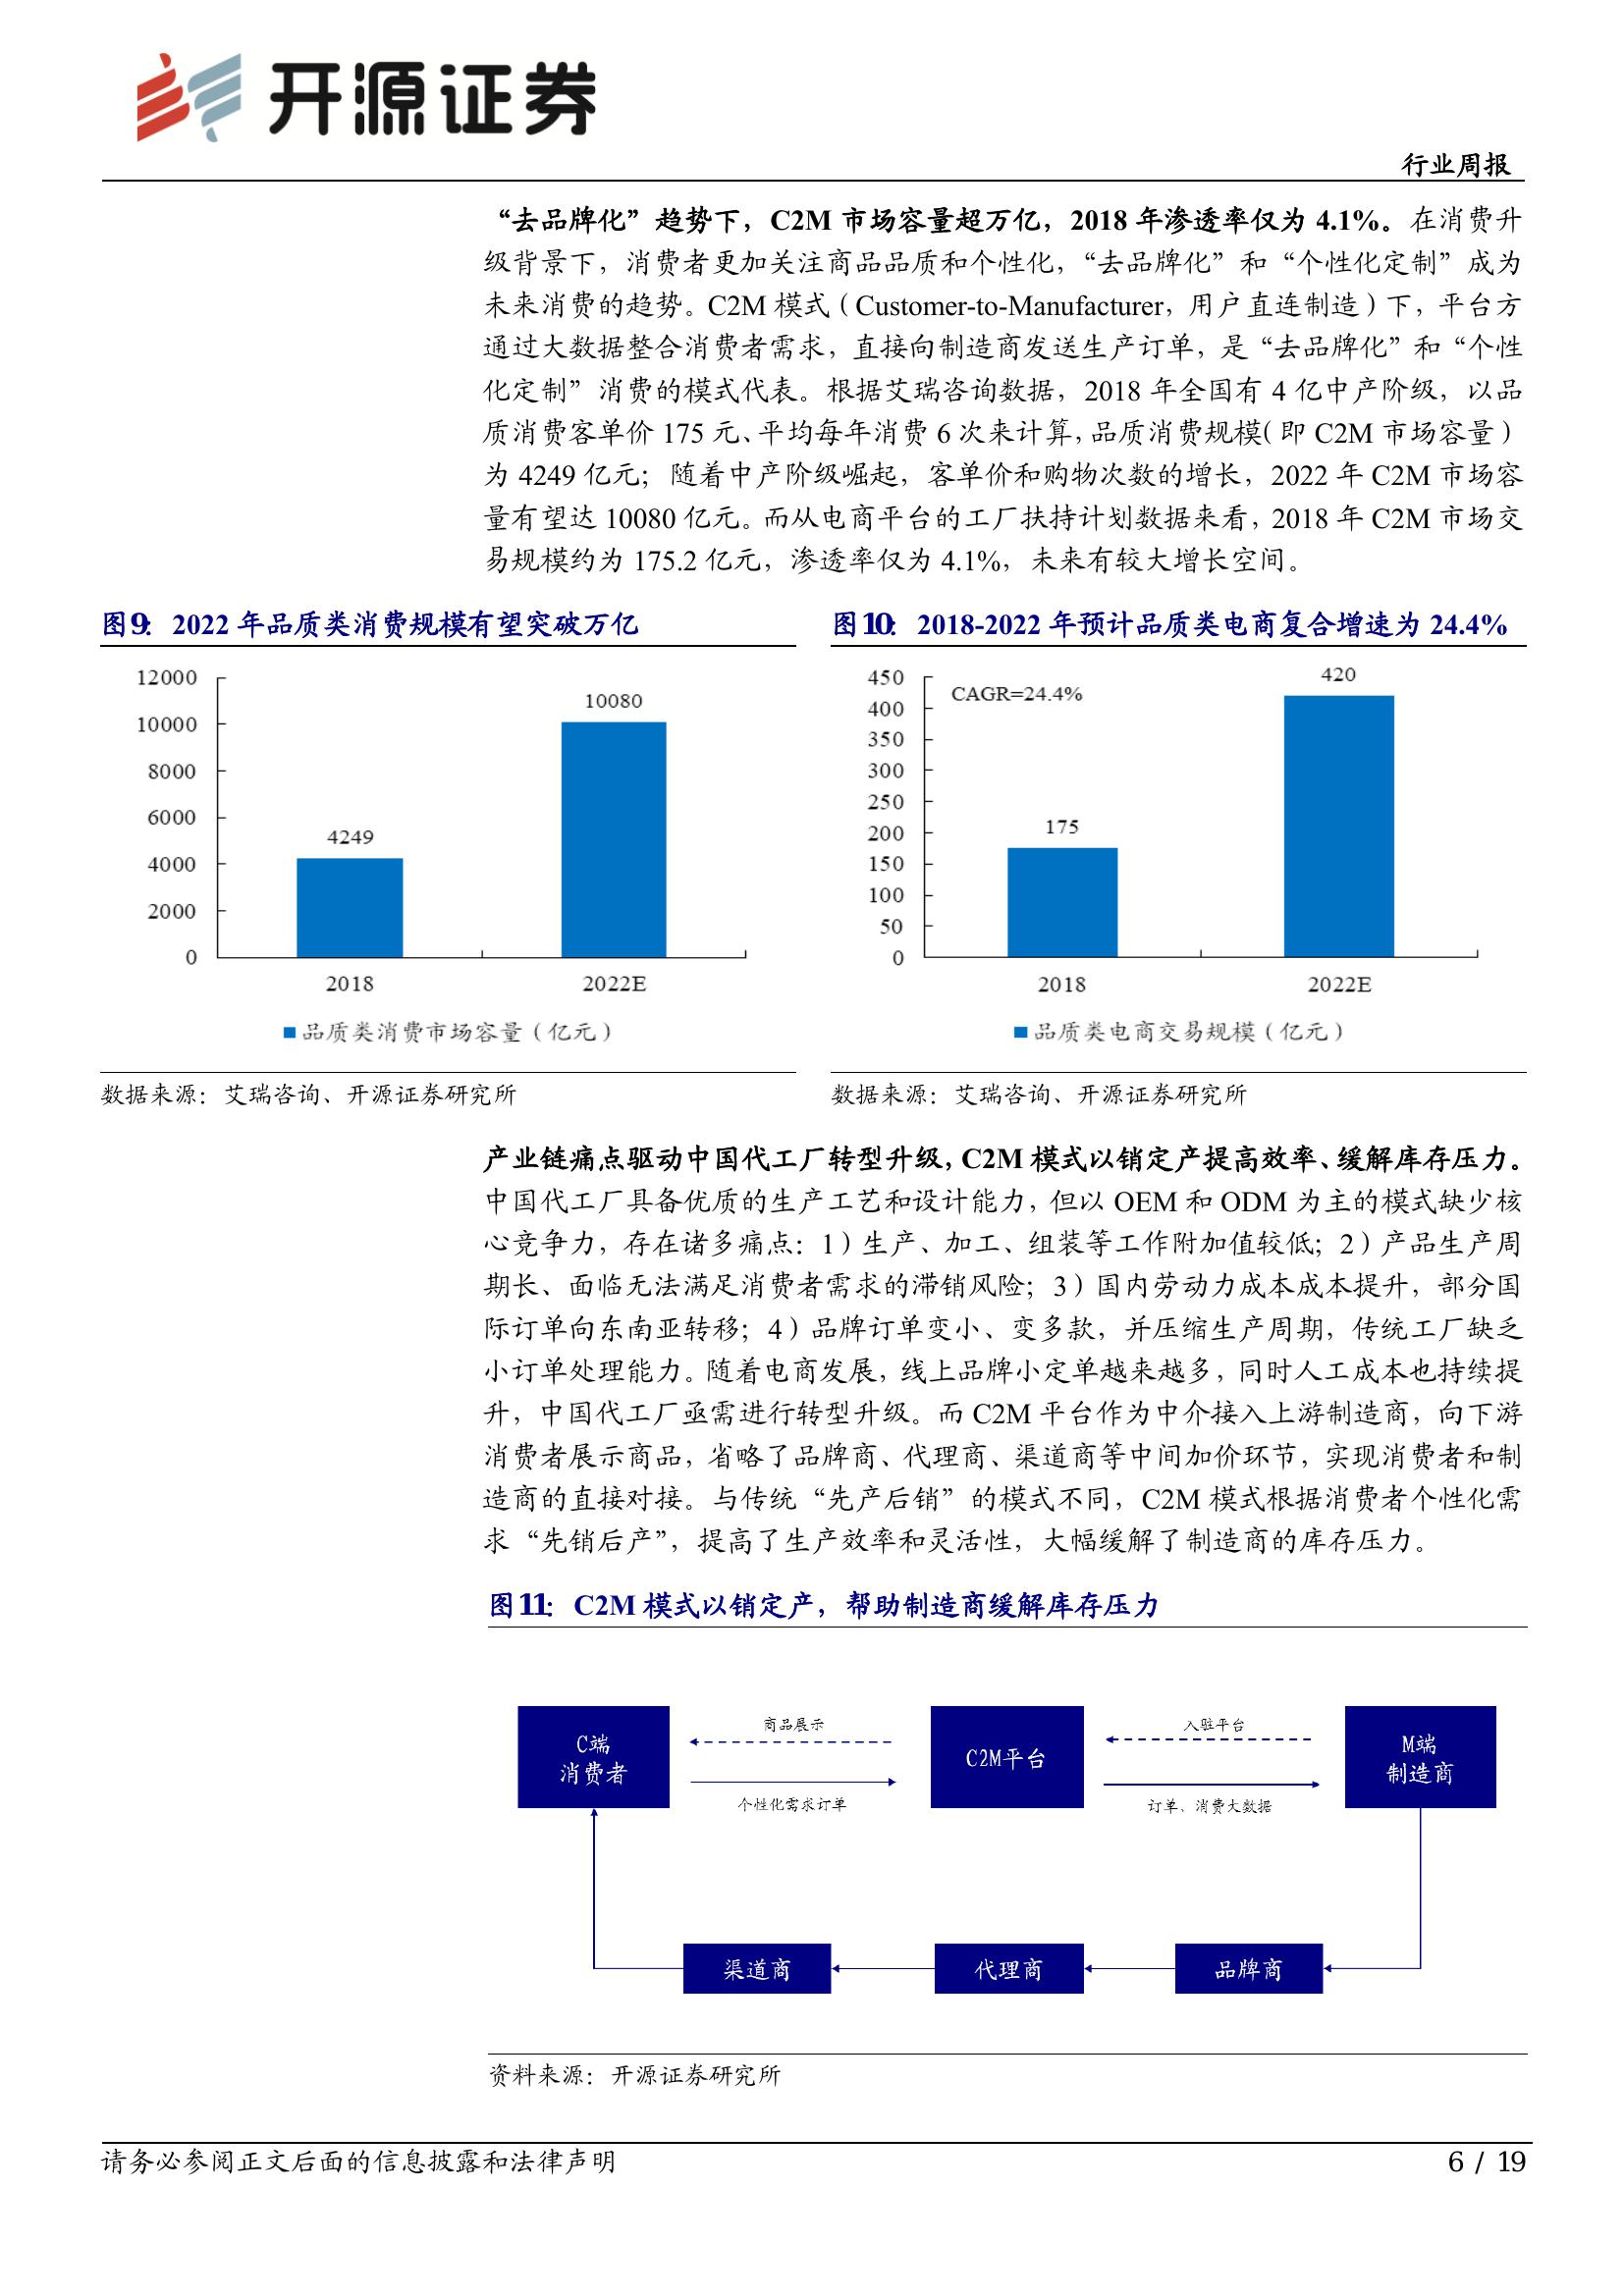 开源证券
行业周报
“去品牌化”趋势下，C2M 市场容量超万亿，2018 年渗透率仅为 4.1%。在消费升
级背景下，消费者更加关注商品品质和个性化，“去品牌化”和“个性化定制”成为
未来消费的趋势。C2M 模式（Customer-to-Manufacturer，用户直连制造）下，平台方
通过大数据整合消费者需求，直接向制造商发送生产订单，是“去品牌化”和“个性
化定制”消费的模式代表。根据艾瑞咨询数据，2018 年全国有 4 亿中产阶级，以品
质消费客单价 175 元、平均每年消费 6 次来计算，品质消费规模（即 C2M 市场容量）
为 4249 亿元；随着中产阶级崛起，客单价和购物次数的增长，2022 年 C2M 市场容
量有望达 10080 亿元。而从电商平台的工厂扶持计划数据来看，2018 年 C2M 市场交
易规模约为 175.2 亿元，渗透率仅为 4.1%，未来有较大增长空间。
图9：2022 年品质类消费规模有望突破万亿
12000
10000
8000
6000
4000
2000
0
4249
10080
2018
2022E
品质类消费市场容量（亿元）
数据来源：艾瑞咨询、开源证券研究所
图10：2018-2022 年预计品质类电商复合增速为 24.4%
450
400
350
300
250
200
150
100
50
0
CAGR=24.4%
175
420
2018
2022E
品质类电商交易规模（亿元）
数据来源：艾瑞咨询、开源证券研究所
产业链痛点驱动中国代工厂转型升级，C2M 模式以销定产提高效率、缓解库存压力。
中国代工厂具备优质的生产工艺和设计能力，但以 OEM 和 ODM 为主的模式缺少核
心竞争力，存在诸多痛点：1）生产、加工、组装等工作附加值较低；2）产品生产周
期长、面临无法满足消费者需求的滞销风险；3）国内劳动力成本成本提升，部分国
际订单向东南亚转移；4）品牌订单变小、变多款，并压缩生产周期，传统工厂缺乏
小订单处理能力。随着电商发展，线上品牌小定单越来越多，同时人工成本也持续提
升，中国代工厂亟需进行转型升级。而 C2M 平台作为中介接入上游制造商，向下游
消费者展示商品，省略了品牌商、代理商、渠道商等中间加价环节，实现消费者和制
造商的直接对接。与传统“先产后销”的模式不同，C2M 模式根据消费者个性化需
求“先销后产”，提高了生产效率和灵活性，大幅缓解了制造商的库存压力。
图11：C2M 模式以销定产，帮助制造商缓解库存压力
C端
消费者
商品展示
个性化需求订单
C2M平台
入驻平台
订单、消费大数据
M端
制造商
渠道商
代理商
品牌商
资料来源：开源证券研究所
请务必参阅正文后面的信息披露和法律声明
6 / 19